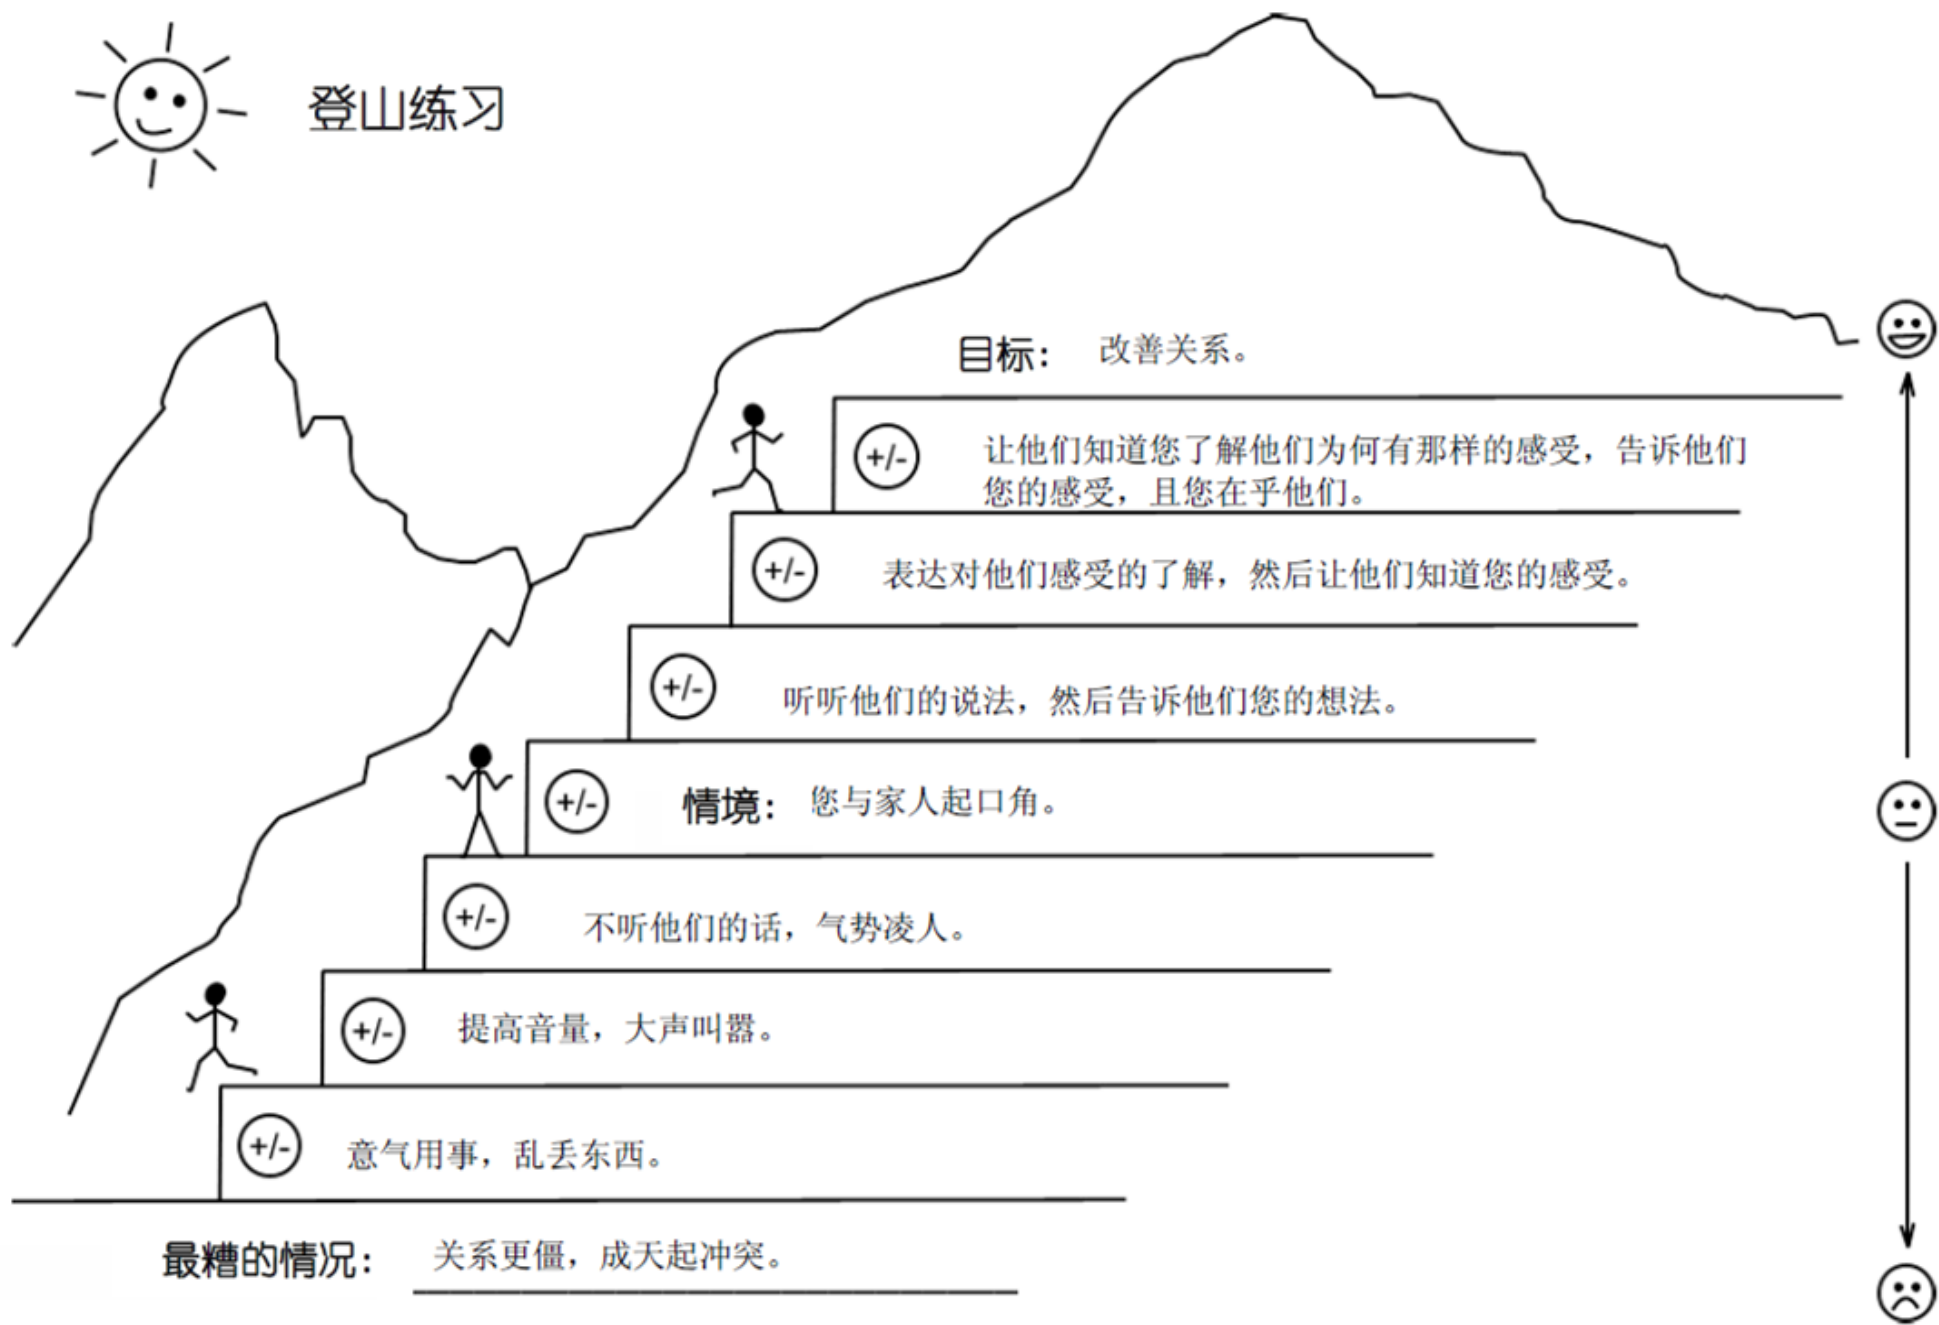 登山练习
目标： 改善关系。
+/- 让他们知道您了解他们为何有那样的感受，告诉他们
您的感受，且您在乎他们。
+/- 表达对他们感受的了解，然后让他们知道您的感受。
+/- 听听他们的说法，然后告诉他们您的想法。
+/- 情境： 您与家人起口角。
+/- 不听他们的话，气势凌人。
+/- 提高音量，大声叫嚣。
+/- 意气用事，乱丢东西。
最糟的情况： 关系更僵，成天起冲突。